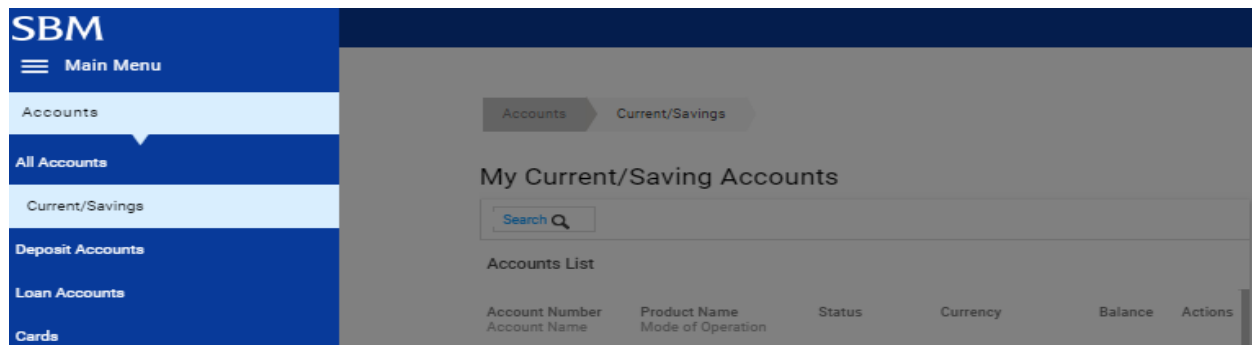 SBM
Main Menu
Accounts
All Accounts
Current/Savings
Deposit Accounts
Loan Accounts
Cards
Accounts Current/Savings
My Current/Saving Accounts
Search
Accounts List
Account Number Product Name Status Currency Balance Actions
Account Name Mode of Operation